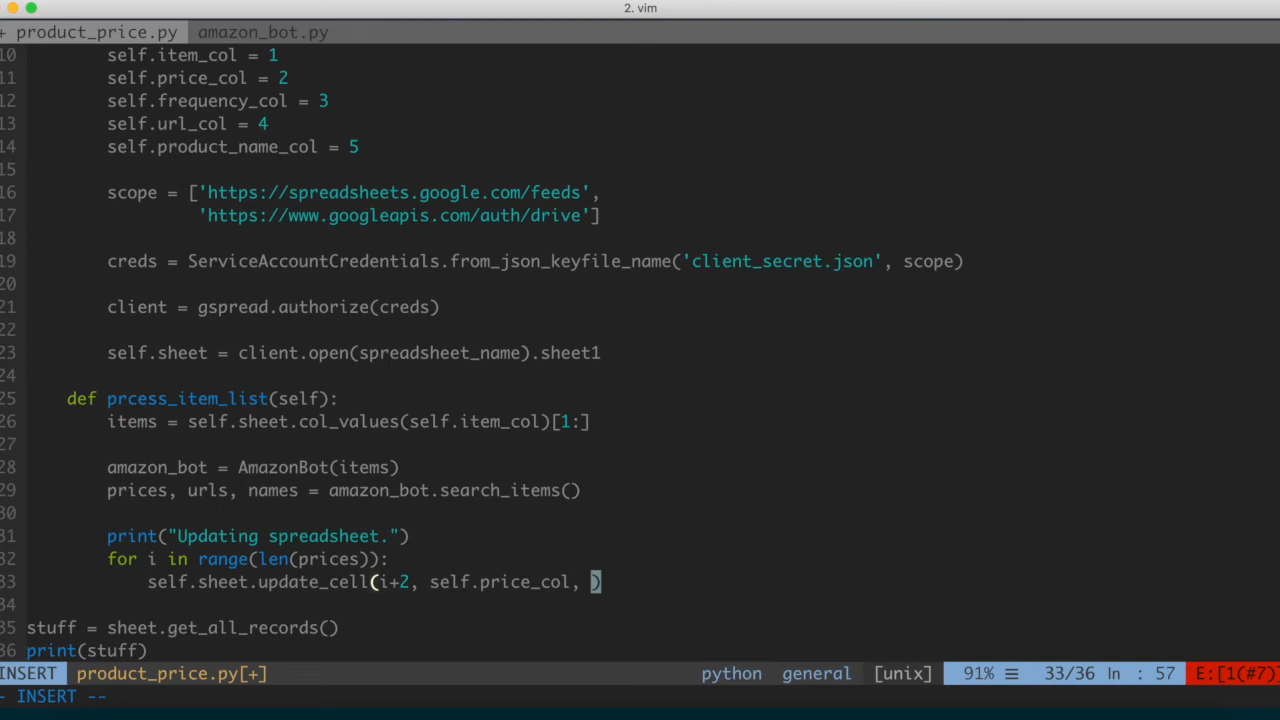 2. vim
+ product_price.py amazon_bot.py
10 self.item_col = 1
11 self.price_col = 2
12 self.frequency_col = 3
13 self.url_col = 4
14 self.product_name_col = 5
15
16 scope = ['https://spreadsheets.google.com/feeds',
17 'https://www.googleapis.com/auth/drive']
18
19 creds = ServiceAccountCredentials.from_json_keyfile_name('client_secret.json', scope)
20
21 client = gspread.authorize(creds)
22
23 self.sheet = client.open(spreadsheet_name).sheet1
24
25 def prcess_item_list(self):
26 items = self.sheet.col_values(self.item_col)[1:]
27
28 amazon_bot = AmazonBot(items)
29 prices, urls, names = amazon_bot.search_items()
30
31 print("Updating spreadsheet.")
32 for i in range(len(prices)):
33 self.sheet.update_cell(i+2, self.price_col, )
34
35 stuff = sheet.get_all_records()
36 print(stuff)
INSERT product_price.py[+] python general [unix] 91% ☰ 33/36 ln : 57 E:[1(#7)]
- INSERT --